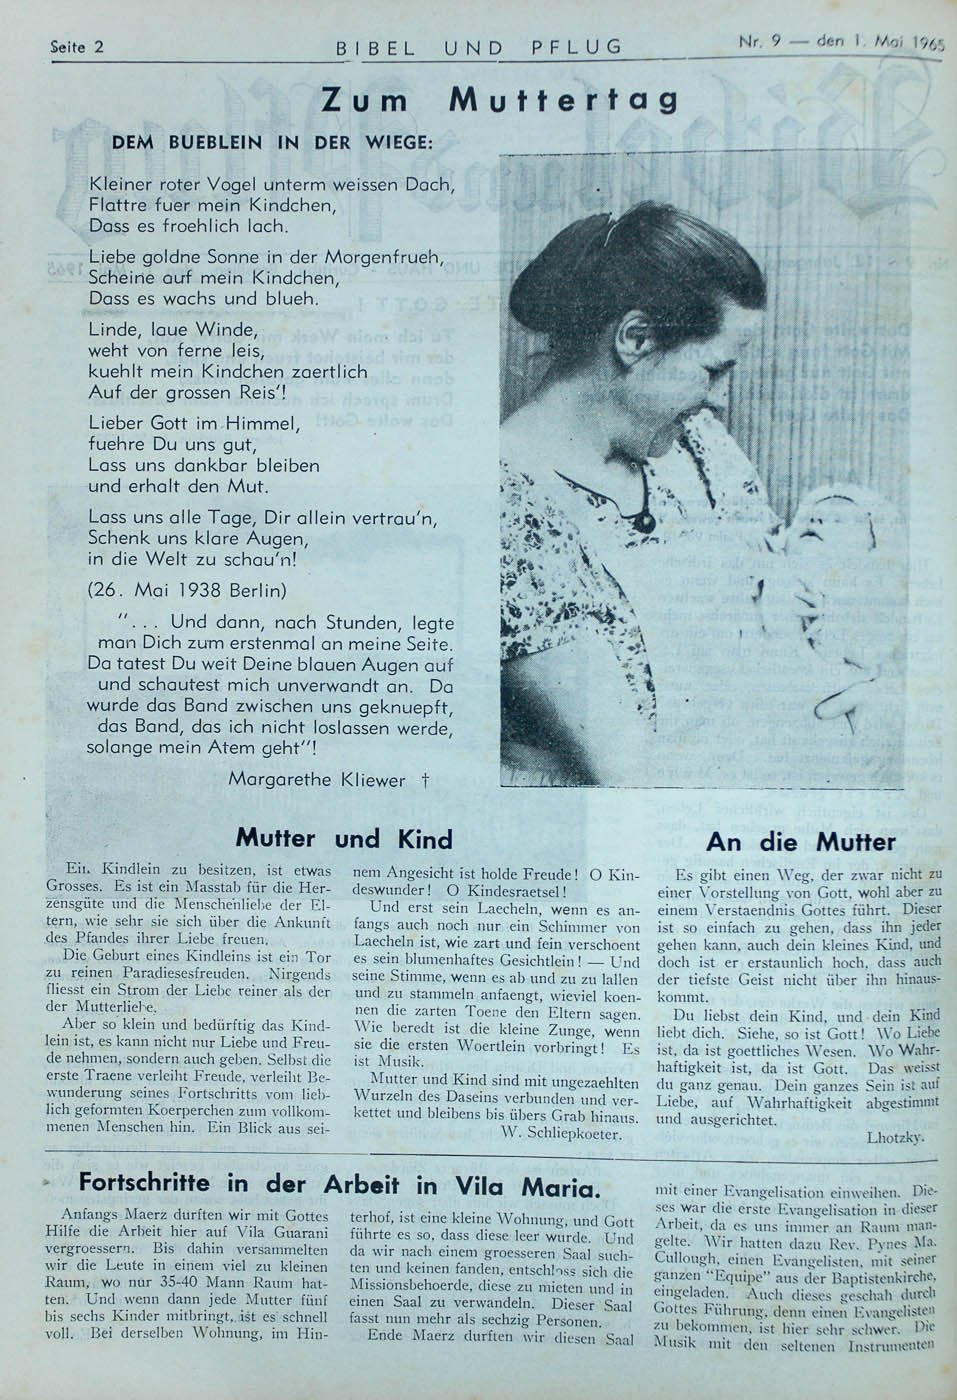 Seite 2
BIBEL UND PFLUG
Nr. 9 — den 1. Mai 1965
Zum Muttertag
DEM BUEBLEIN IN DER WIEGE:
Kleiner roter Vogel unterm weissen Dach,
Flattre fuer mein Kindchen,
Dass es froehlich lach.
Liebe goldne Sonne in der Morgenfrueh,
Scheine auf mein Kindchen,
Dass es wachs und blueh.
Linde, laue Winde,
weht von ferne leis,
kuehlt mein Kindchen zaertlich
Auf der grossen Reis'!
Lieber Gott im Himmel,
fuehre Du uns gut,
Lass uns dankbar bleiben
und erhalt den Mut.
Lass uns alle Tage, Dir allein vertrau'n,
Schenk uns klare Augen,
in die Welt zu schau'n!
(26. Mai 1938 Berlin)
"... Und dann, nach Stunden, legte
man Dich zum erstenmal an meine Seite.
Da tatest Du weit Deine blauen Augen auf
und schautest mich unverwandt an. Da
wurde das Band zwischen uns geknuepft,
das Band, das ich nicht loslassen werde,
solange mein Atem geht"!
Margarethe Kliewer †
Mutter und Kind
Ein Kindlein zu besitzen, ist etwas
Grosses. Es ist ein Masstab für die Her-
zensgüte und die Menschenliebe der El-
tern, wie sehr sie sich über die Ankunft
des Pfandes ihrer Liebe freuen.
Die Geburt eines Kindleins ist ein Tor
zu reinen Paradiesesfreuden. Nirgends
fliesst ein Strom der Liebe reiner als der
der Mutterliebe.
Aber so klein und bedürftig das Kind-
lein ist, es kann nicht nur Liebe und Freu-
de nehmen, sondern auch geben. Selbst die
erste Traene verleiht Freude, verleiht Be-
wunderung seines Fortschritts vom lieb-
lich geformten Koerperchen zum vollkom-
menen Menschen hin. Ein Blick aus sei-
nem Angesicht ist holde Freude! O Kin-
deswunder! O Kindesraetsel!
Und erst sein Laecheln, wenn es an-
fangs auch noch nur ein Schimmer von
Laecheln ist, wie zart und fein verschoent
es sein blumenhaftes Gesichtlein! — Und
seine Stimme, wenn es ab und zu zu lallen
und zu stammeln anfaengt, wieviel koen-
nen die zarten Toene den Eltern sagen.
Wie beredt ist die kleine Zunge, wenn
sie die ersten Woertlein vorbringt! Es
ist Musik.
Mutter und Kind sind mit ungezaehlten
Wurzeln des Daseins verbunden und ver-
kettet und bleibens bis übers Grab hinaus.
W. Schliepkoeter.
An die Mutter
Es gibt einen Weg, der zwar nicht zu
einer Vorstellung von Gott, wohl aber zu
einem Verstaendnis Gottes führt. Dieser
ist so einfach zu gehen, dass ihn jeder
gehen kann, auch dein kleines Kind, und
doch ist er erstaunlich hoch, dass auch
der tiefste Geist nicht über ihn hinaus-
kommt.
Du liebst dein Kind, und dein Kind
liebt dich. Siehe, so ist Gott! Wo Liebe
ist, da ist goettliches Wesen. Wo Wahr-
haftigkeit ist, da ist Gott. Das weisst
du ganz genau. Dein ganzes Sein ist auf
Liebe, auf Wahrhaftigkeit abgestimmt
und ausgerichtet.
Lhotzky.
Fortschritte in der Arbeit in Vila Maria.
Anfangs Maerz durften wir mit Gottes
Hilfe die Arbeit hier auf Vila Guarani
vergroessern. Bis dahin versammelten
wir die Leute in einem viel zu kleinen
Raum, wo nur 35-40 Mann Raum hat-
ten. Und wenn dann jede Mutter fünf
bis sechs Kinder mitbringt, ist es schnell
voll. Bei derselben Wohnung, im Hin-
terhof, ist eine kleine Wohnung, und Gott
führte es so, dass diese leer wurde. Und
da wir nach einem groesseren Saal such-
ten und keinen fanden, entschloss sich die
Missionsbehoerde, diese zu mieten und in
einen Saal zu verwandeln. Dieser Saal
fasst nun mehr als sechzig Personen.
Ende Maerz durften wir diesen Saal
mit einer Evangelisation einweihen. Die-
ses war die erste Evangelisation in dieser
Arbeit, da es uns immer an Raum man-
gelte. Wir hatten dazu Rev. Pynes Ma.
Cullough, einen Evangelisten, mit seiner
ganzen "Equipe" aus der Baptistenkirche,
eingeladen. Auch dieses geschah durch
Gottes Führung, denn einen Evangelisten
zu bekommen, ist hier sehr schwer. Die
Musik mit den seltenen Instrumenten